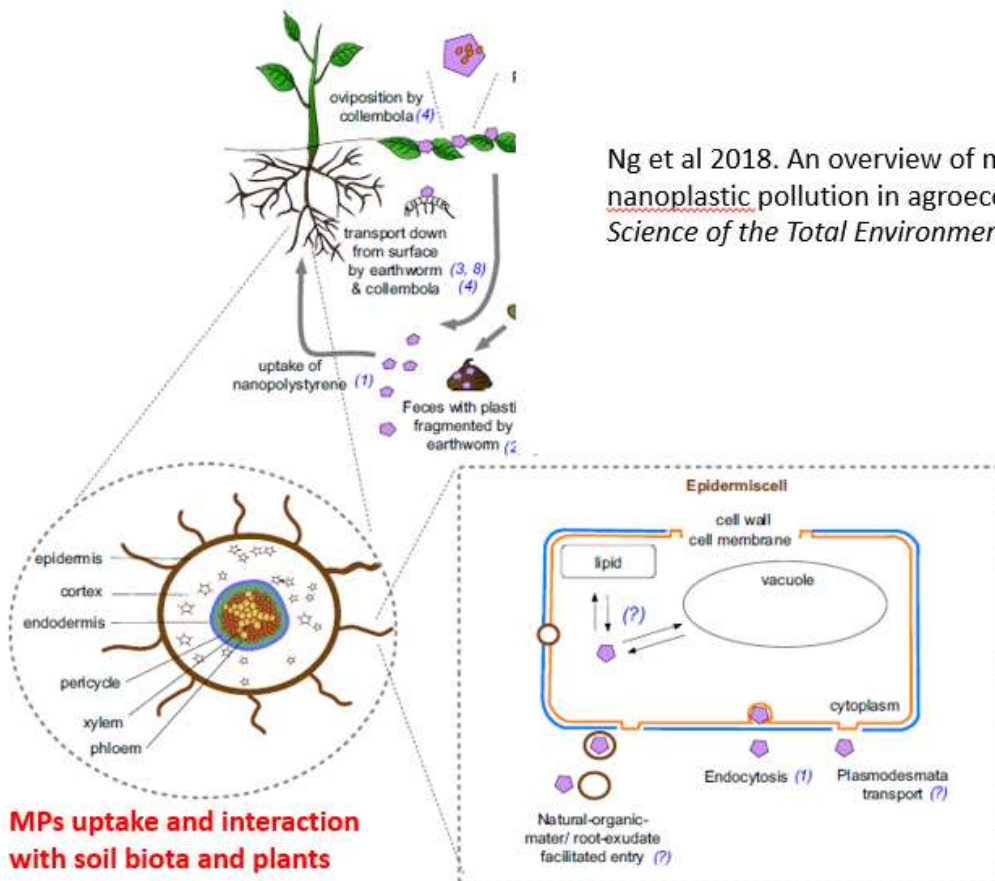 oviposition by
collembola (4)
Ng et al 2018. An overview of
nanoplastic pollution in
Science of the Total
transport down
from surface
by earthworm (3, 8)
& collembola (4)
uptake of
nanopolystyrene (1)
Feces with
fragmented by
earthworm
Epidermiscell
cell wall
cell membrane
lipid
vacuole
(?)
cytoplasm
epidermis
cortex
endodermis
pericycle
xylem
phloem
Endocytosis (1)
Plasmodesmata
transport (?)
Natural-organic-
mater/ root-exudate
facilitated entry (?)
MPs uptake and interaction
with soil biota and plants